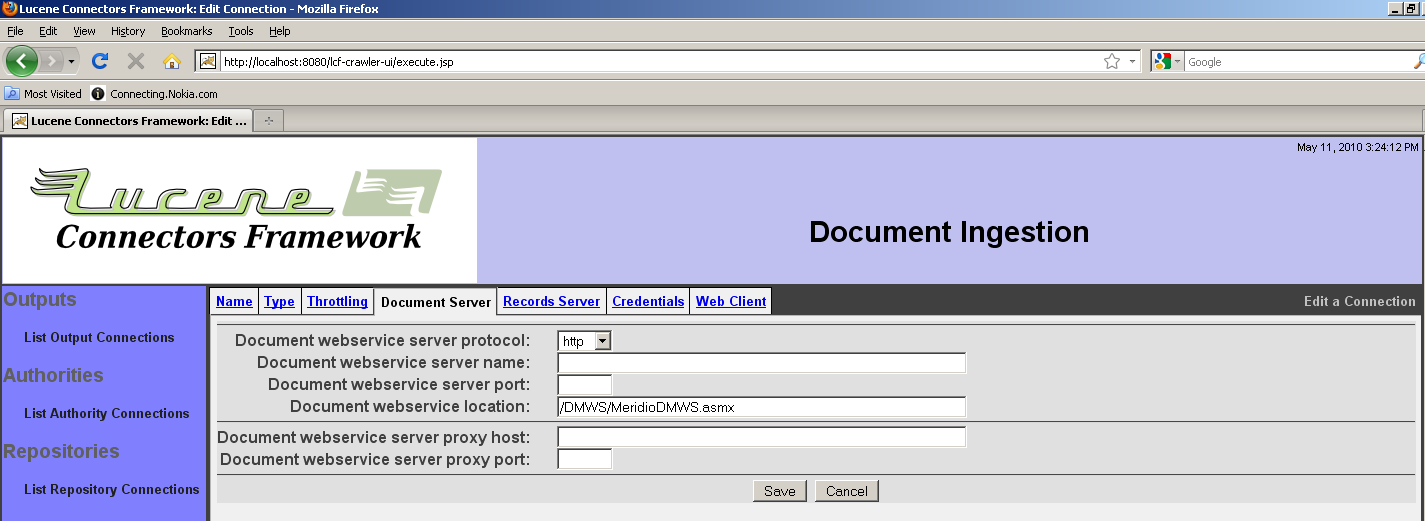 Lucene Connectors Framework: Edit Connection - Mozilla Firefox
File Edit View History Bookmarks Tools Help
http://localhost:8080/lcf-crawler-ui/execute.jsp
Google
Most Visited Connecting.Nokia.com
Lucene Connectors Framework: Edit ...
May 11, 2010 3:24:12 PM
Lucene
Connectors Framework
Document Ingestion
Outputs
List Output Connections
Authorities
List Authority Connections
Repositories
List Repository Connections
Name Type Throttling Document Server Records Server Credentials Web Client Edit a Connection
Document webservice server protocol: http
Document webservice server name:
Document webservice server port:
Document webservice location: /DMWS/MeridioDMWS.asmx
Document webservice server proxy host:
Document webservice server proxy port:
Save Cancel